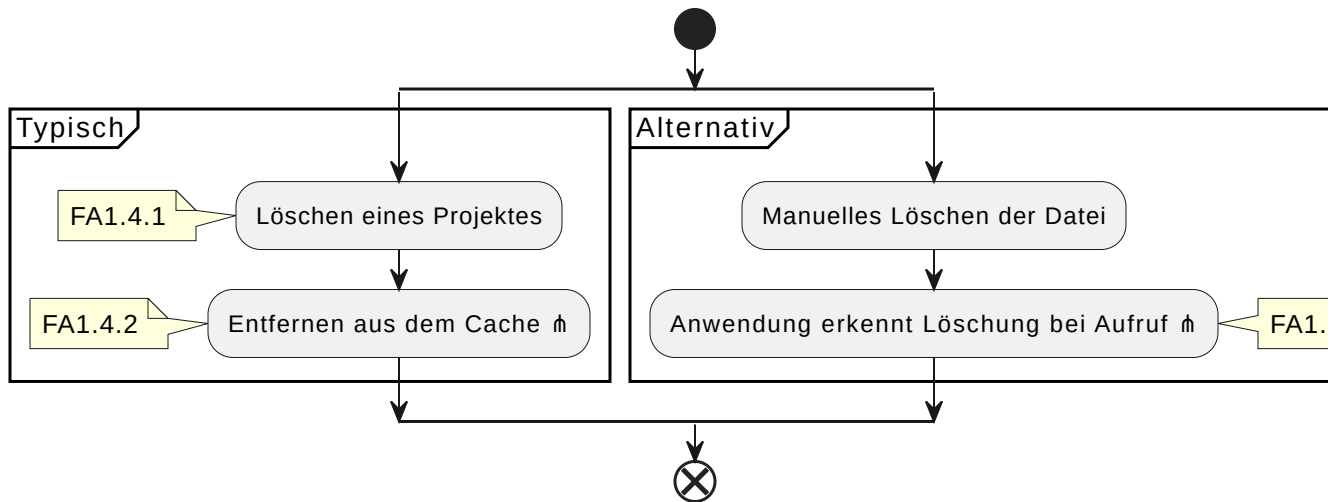 Typisch
FA1.4.1
Löschen eines Projektes
FA1.4.2
Entfernen aus dem Cache ⋔
Alternativ
Manuelles Löschen der Datei
Anwendung erkennt Löschung bei Aufruf ⋔
FA1.